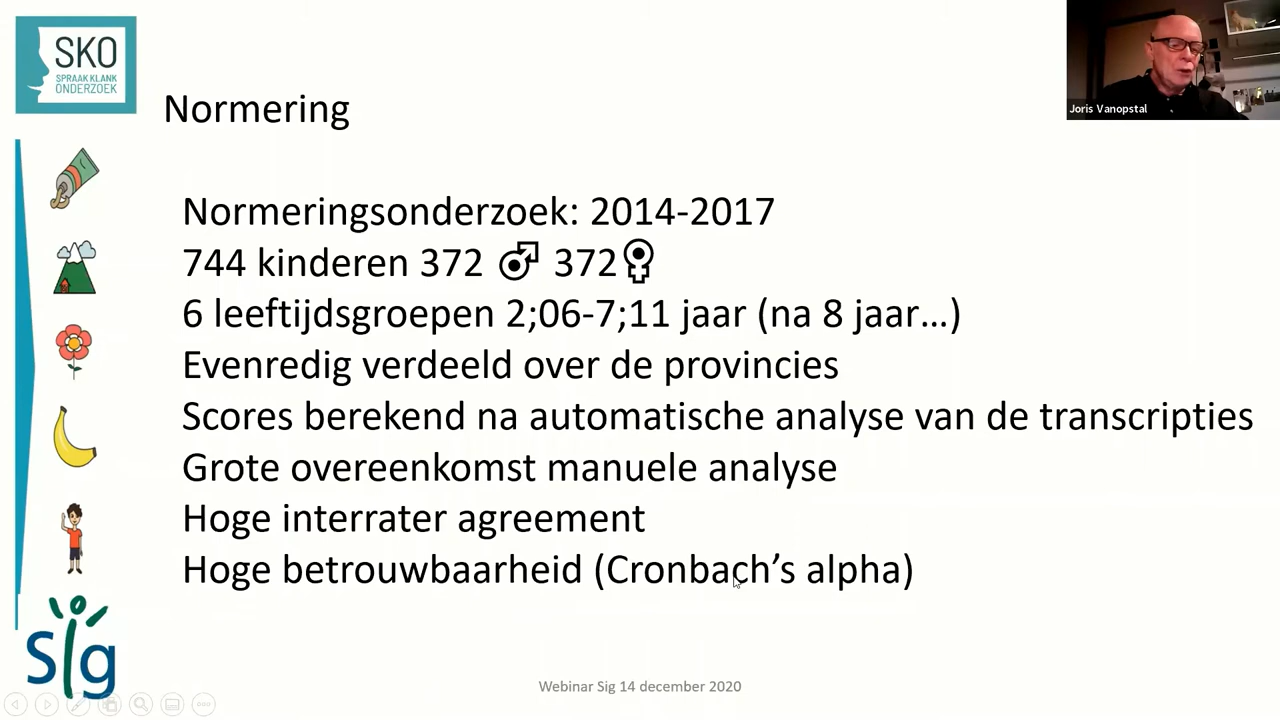 SKO
SPRAAK KLANK
ONDERZOEK
Joris Vanopstal
Normering
Normeringsonderzoek: 2014-2017
744 kinderen 372 ♂ 372 ♀
6 leeftijdsgroepen 2;06-7;11 jaar (na 8 jaar…)
Evenredig verdeeld over de provincies
Scores berekend na automatische analyse van de transcripties
Grote overeenkomst manuele analyse
Hoge interrater agreement
Hoge betrouwbaarheid (Cronbach’s alpha)
Sig
Webinar Sig 14 december 2020